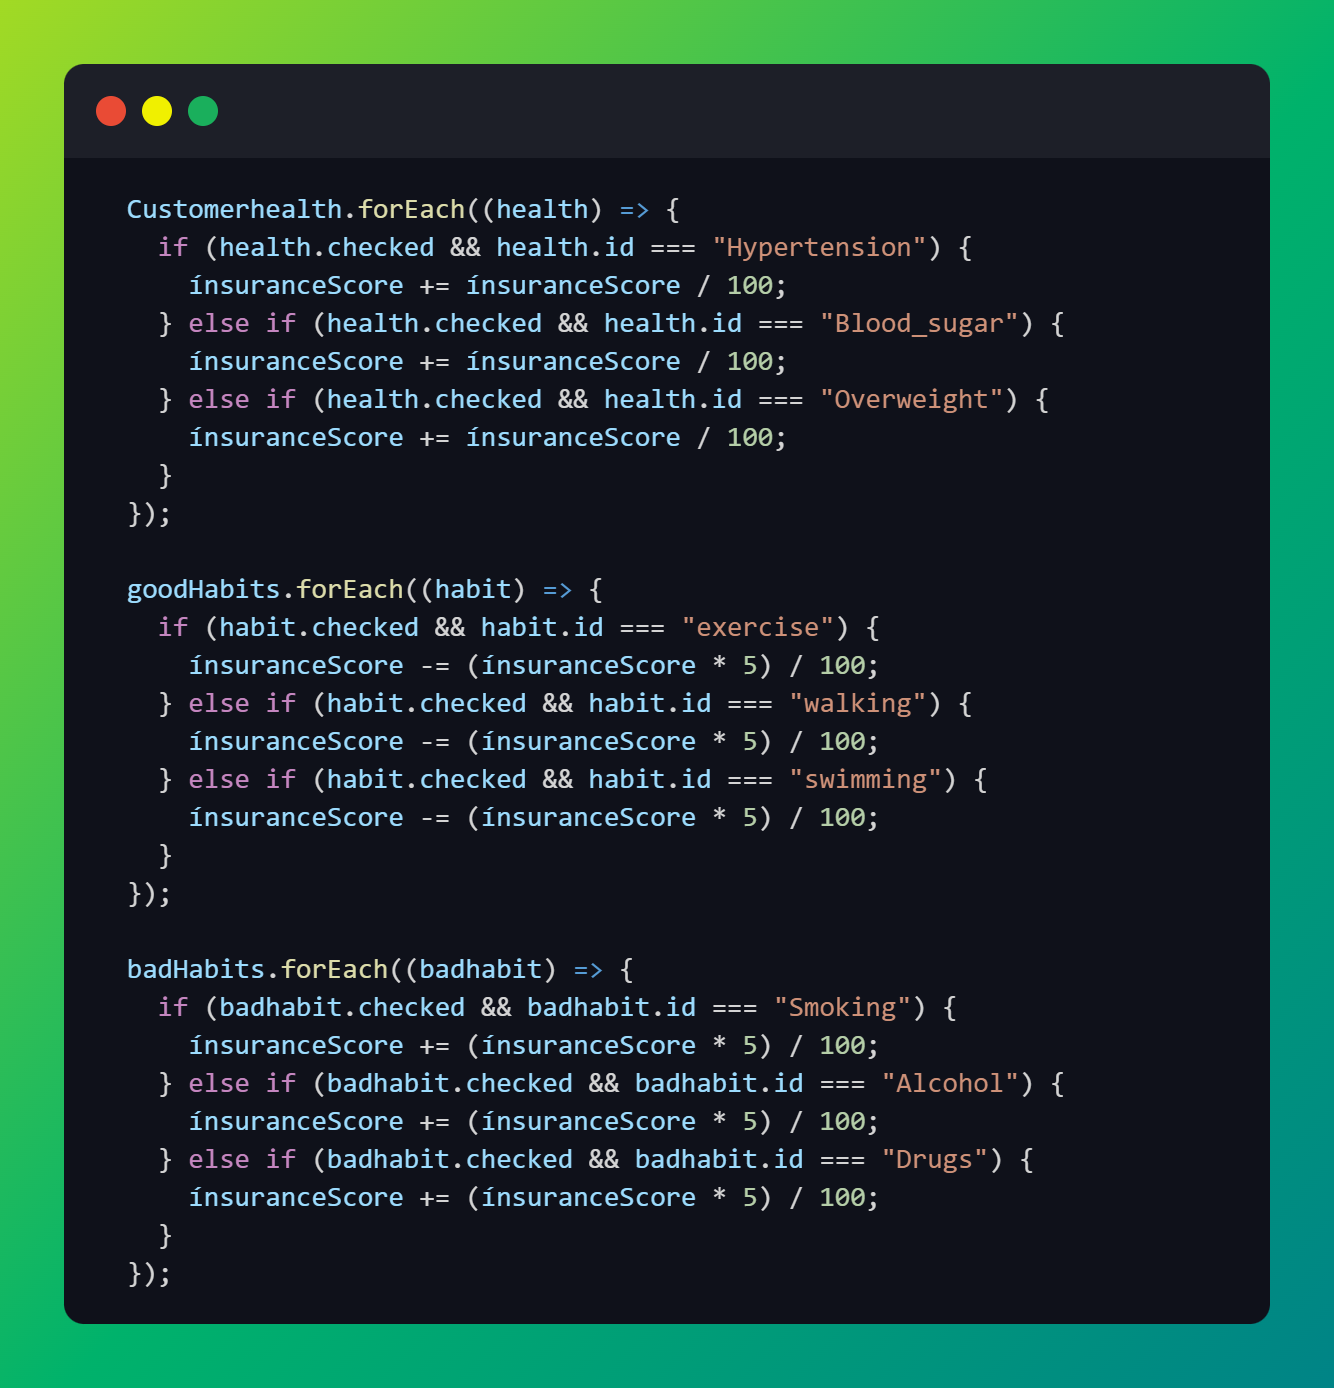 Customerhealth.forEach((health) => {
  if (health.checked && health.id === "Hypertension") {
    ínsuranceScore += ínsuranceScore / 100;
  } else if (health.checked && health.id === "Blood_sugar") {
    ínsuranceScore += ínsuranceScore / 100;
  } else if (health.checked && health.id === "Overweight") {
    ínsuranceScore += ínsuranceScore / 100;
  }
});

goodHabits.forEach((habit) => {
  if (habit.checked && habit.id === "exercise") {
    ínsuranceScore -= (ínsuranceScore * 5) / 100;
  } else if (habit.checked && habit.id === "walking") {
    ínsuranceScore -= (ínsuranceScore * 5) / 100;
  } else if (habit.checked && habit.id === "swimming") {
    ínsuranceScore -= (ínsuranceScore * 5) / 100;
  }
});

badHabits.forEach((badhabit) => {
  if (badhabit.checked && badhabit.id === "Smoking") {
    ínsuranceScore += (ínsuranceScore * 5) / 100;
  } else if (badhabit.checked && badhabit.id === "Alcohol") {
    ínsuranceScore += (ínsuranceScore * 5) / 100;
  } else if (badhabit.checked && badhabit.id === "Drugs") {
    ínsuranceScore += (ínsuranceScore * 5) / 100;
  }
});